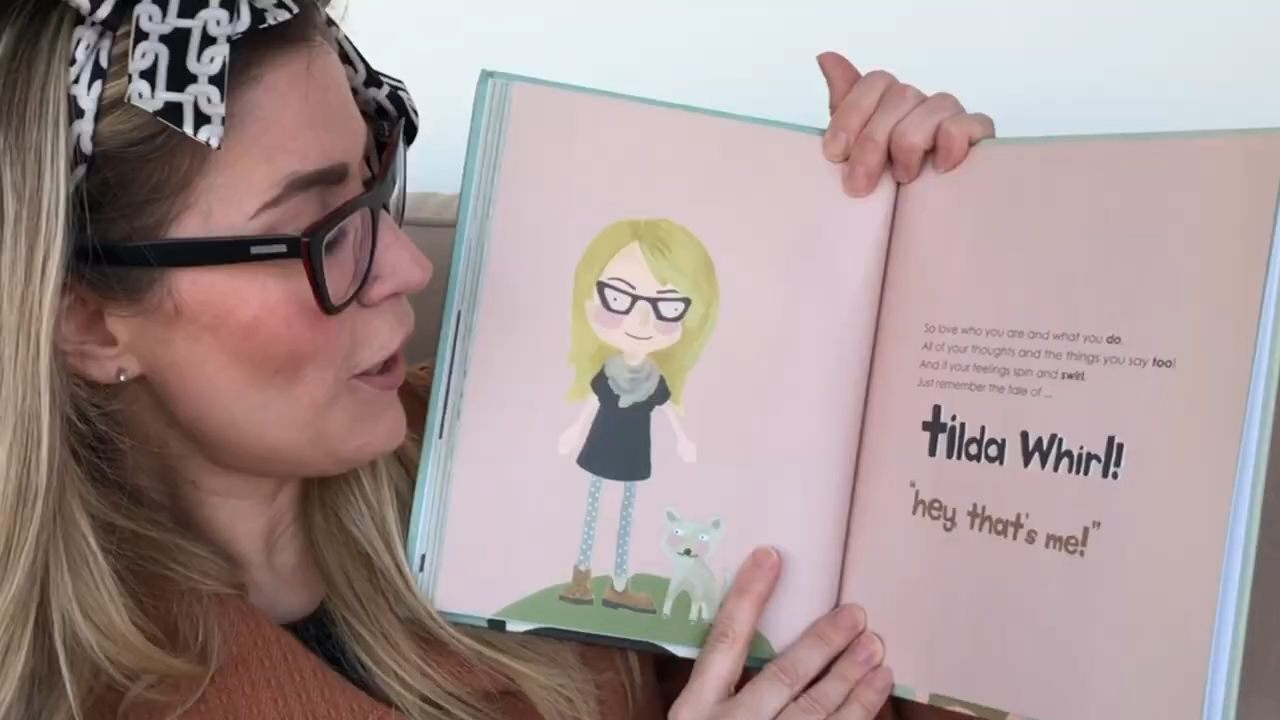 So love who you are and what you do.
All of your thoughts and the things you say too!
And if your feelings spin and swirl.
Just remember the tale of ...
tilda Whirl!
"hey, that's me!"